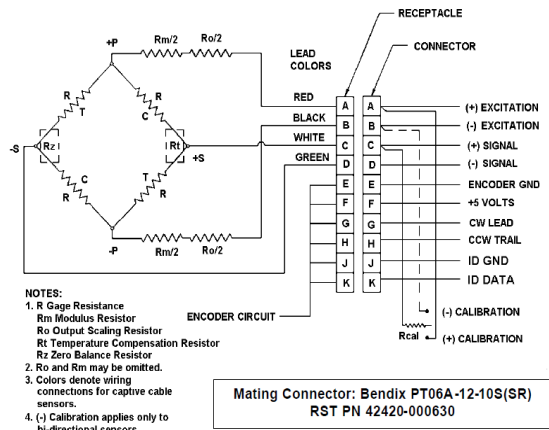 RECEPTACLE
CONNECTOR
LEAD
COLORS
+P
Rm/2 Ro/2
RED
BLACK
WHITE
GREEN
R
T
R
C
Rz
Rt
-S
+S
C
R
T
R
-P
Rm/2 Ro/2
A A (+) EXCITATION
B B (-) EXCITATION
C C (+) SIGNAL
D D (-) SIGNAL
E E ENCODER GND
F F +5 VOLTS
G G CW LEAD
H H CCW TRAIL
J J ID GND
K K ID DATA
ENCODER CIRCUIT
(-) CALIBRATION
Rcal
(+) CALIBRATION
NOTES:
1. R Gage Resistance
Rm Modulus Resistor
Ro Output Scaling Resistor
Rt Temperature Compensation Resistor
Rz Zero Balance Resistor
2. Ro and Rm may be omitted.
3. Colors denote wiring
connections for captive cable
sensors.
4. (-) Calibration applies only to
bi-directional sensors
Mating Connector: Bendix PT06A-12-10S(SR)
RST PN 42420-000630